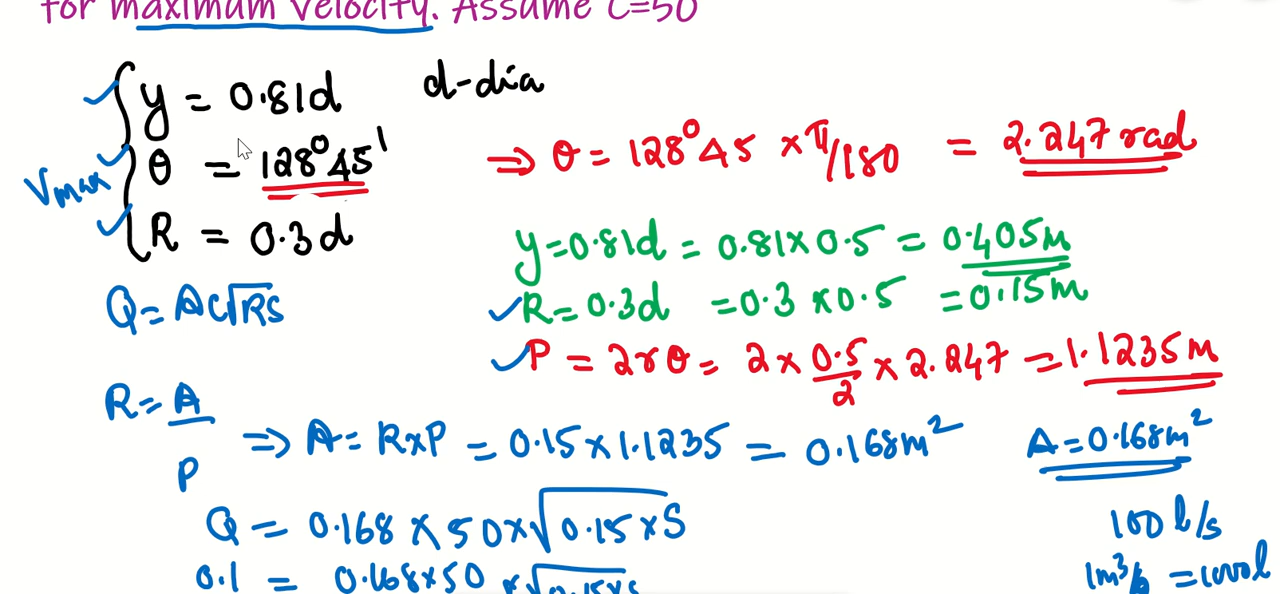 for maximum velocity. Assume C=50
y = 0.81d    d-dia
θ = 128°45'    ⇒ θ = 128°45 × π/180 = 2.247 rad
Vmax
R = 0.3d
y=0.81d = 0.81×0.5 = 0.405m
Q = AC√RS
R = 0.3d = 0.3×0.5 = 0.15m
P = 2rθ = 2 × 0.5/2 × 2.247 = 1.1235 m
R = A/P
⇒ A = R×P = 0.15×1.1235 = 0.168m²    A = 0.168m²
Q = 0.168 × 50×√0.15×S
100 l/s
0.1 = 0.168×50 ×√0.15×s